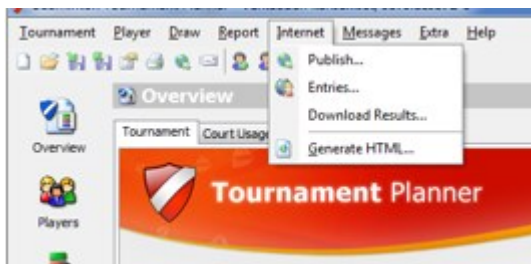 Tournament Player Draw Report Internet Messages Extra Help
Publish...
Entries...
Download Results...
Generate HTML...
Overview
Tournament Court Usage
Overview
Tournament Planner
Players